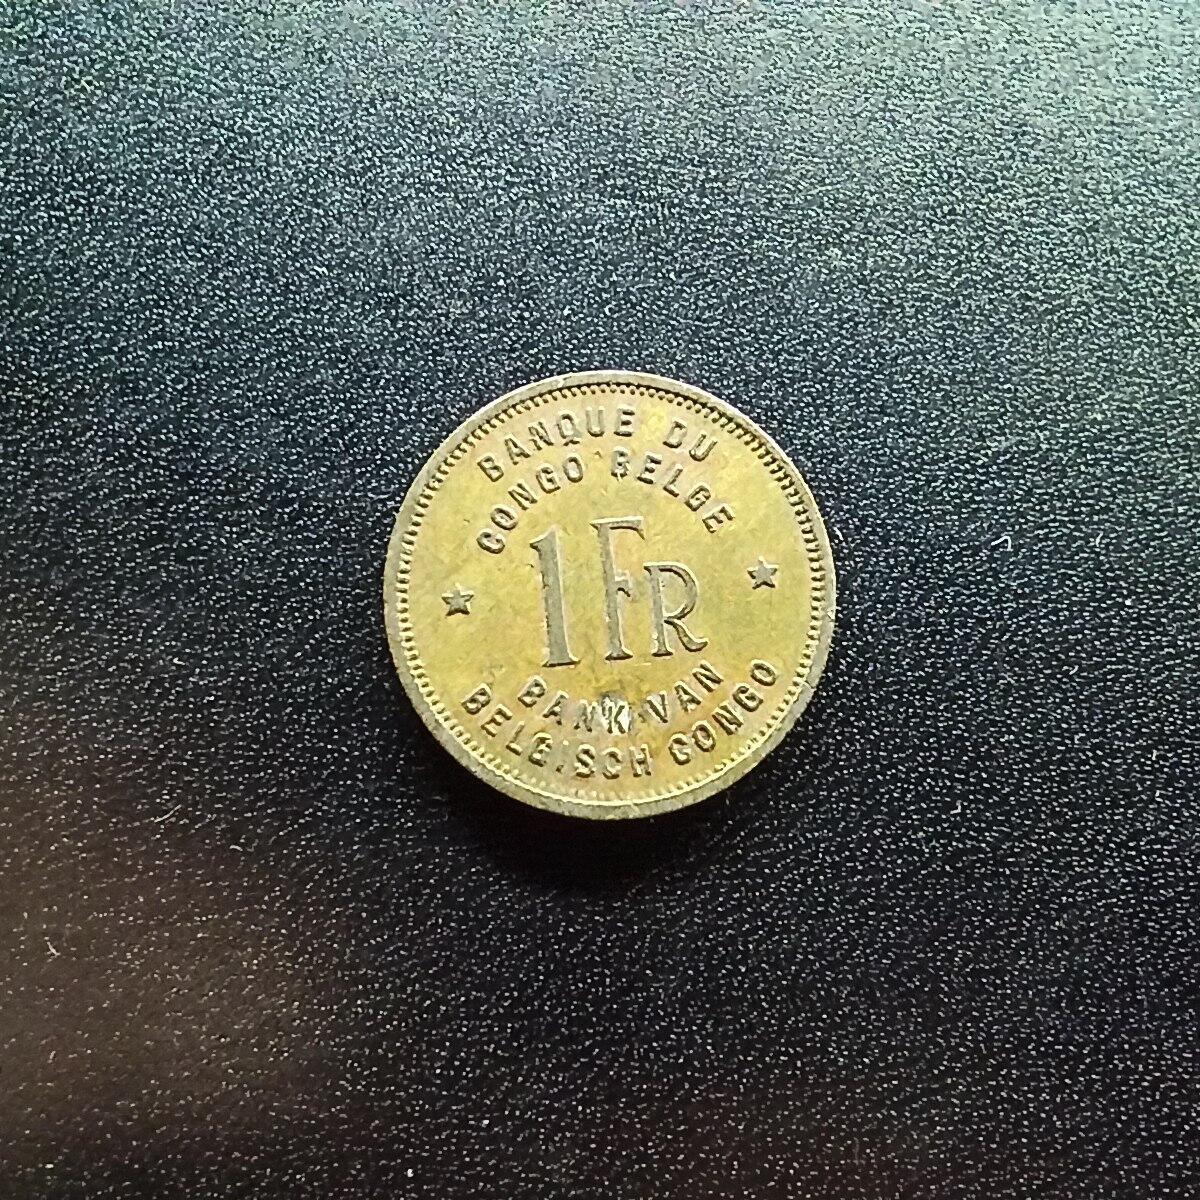 BANQUE DU
CONGO BELGE
1 FR
BANK VAN
BELGISCH CONGO